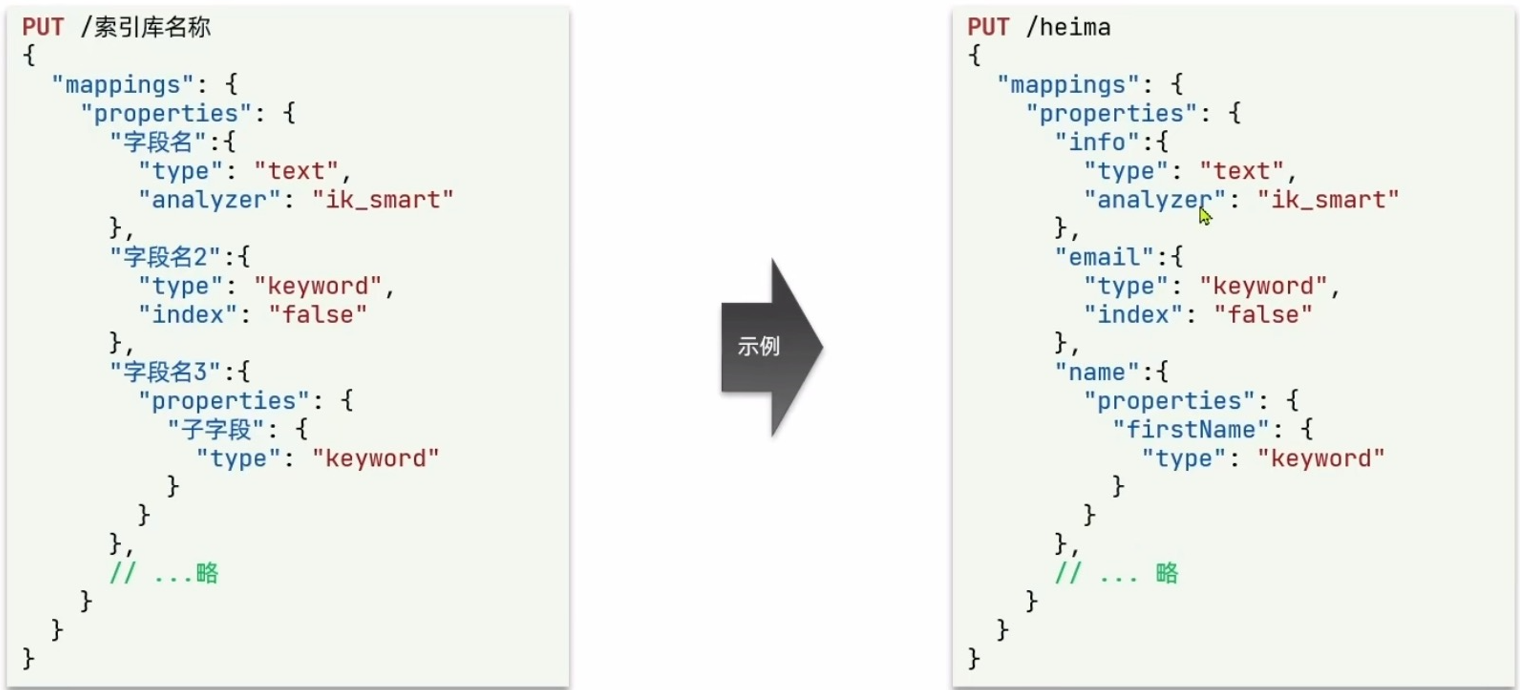 PUT /索引库名称
{
  "mappings": {
    "properties": {
      "字段名":{
        "type": "text",
        "analyzer": "ik_smart"
      },
      "字段名2":{
        "type": "keyword",
        "index": "false"
      },
      "字段名3":{
        "properties": {
          "子字段": {
            "type": "keyword"
          }
        }
      },
      // ...略
    }
  }
}
示例
PUT /heima
{
  "mappings": {
    "properties": {
      "info":{
        "type": "text",
        "analyzer": "ik_smart"
      },
      "email":{
        "type": "keyword",
        "index": "false"
      },
      "name":{
        "properties": {
          "firstName": {
            "type": "keyword"
          }
        }
      },
      // ... 略
    }
  }
}